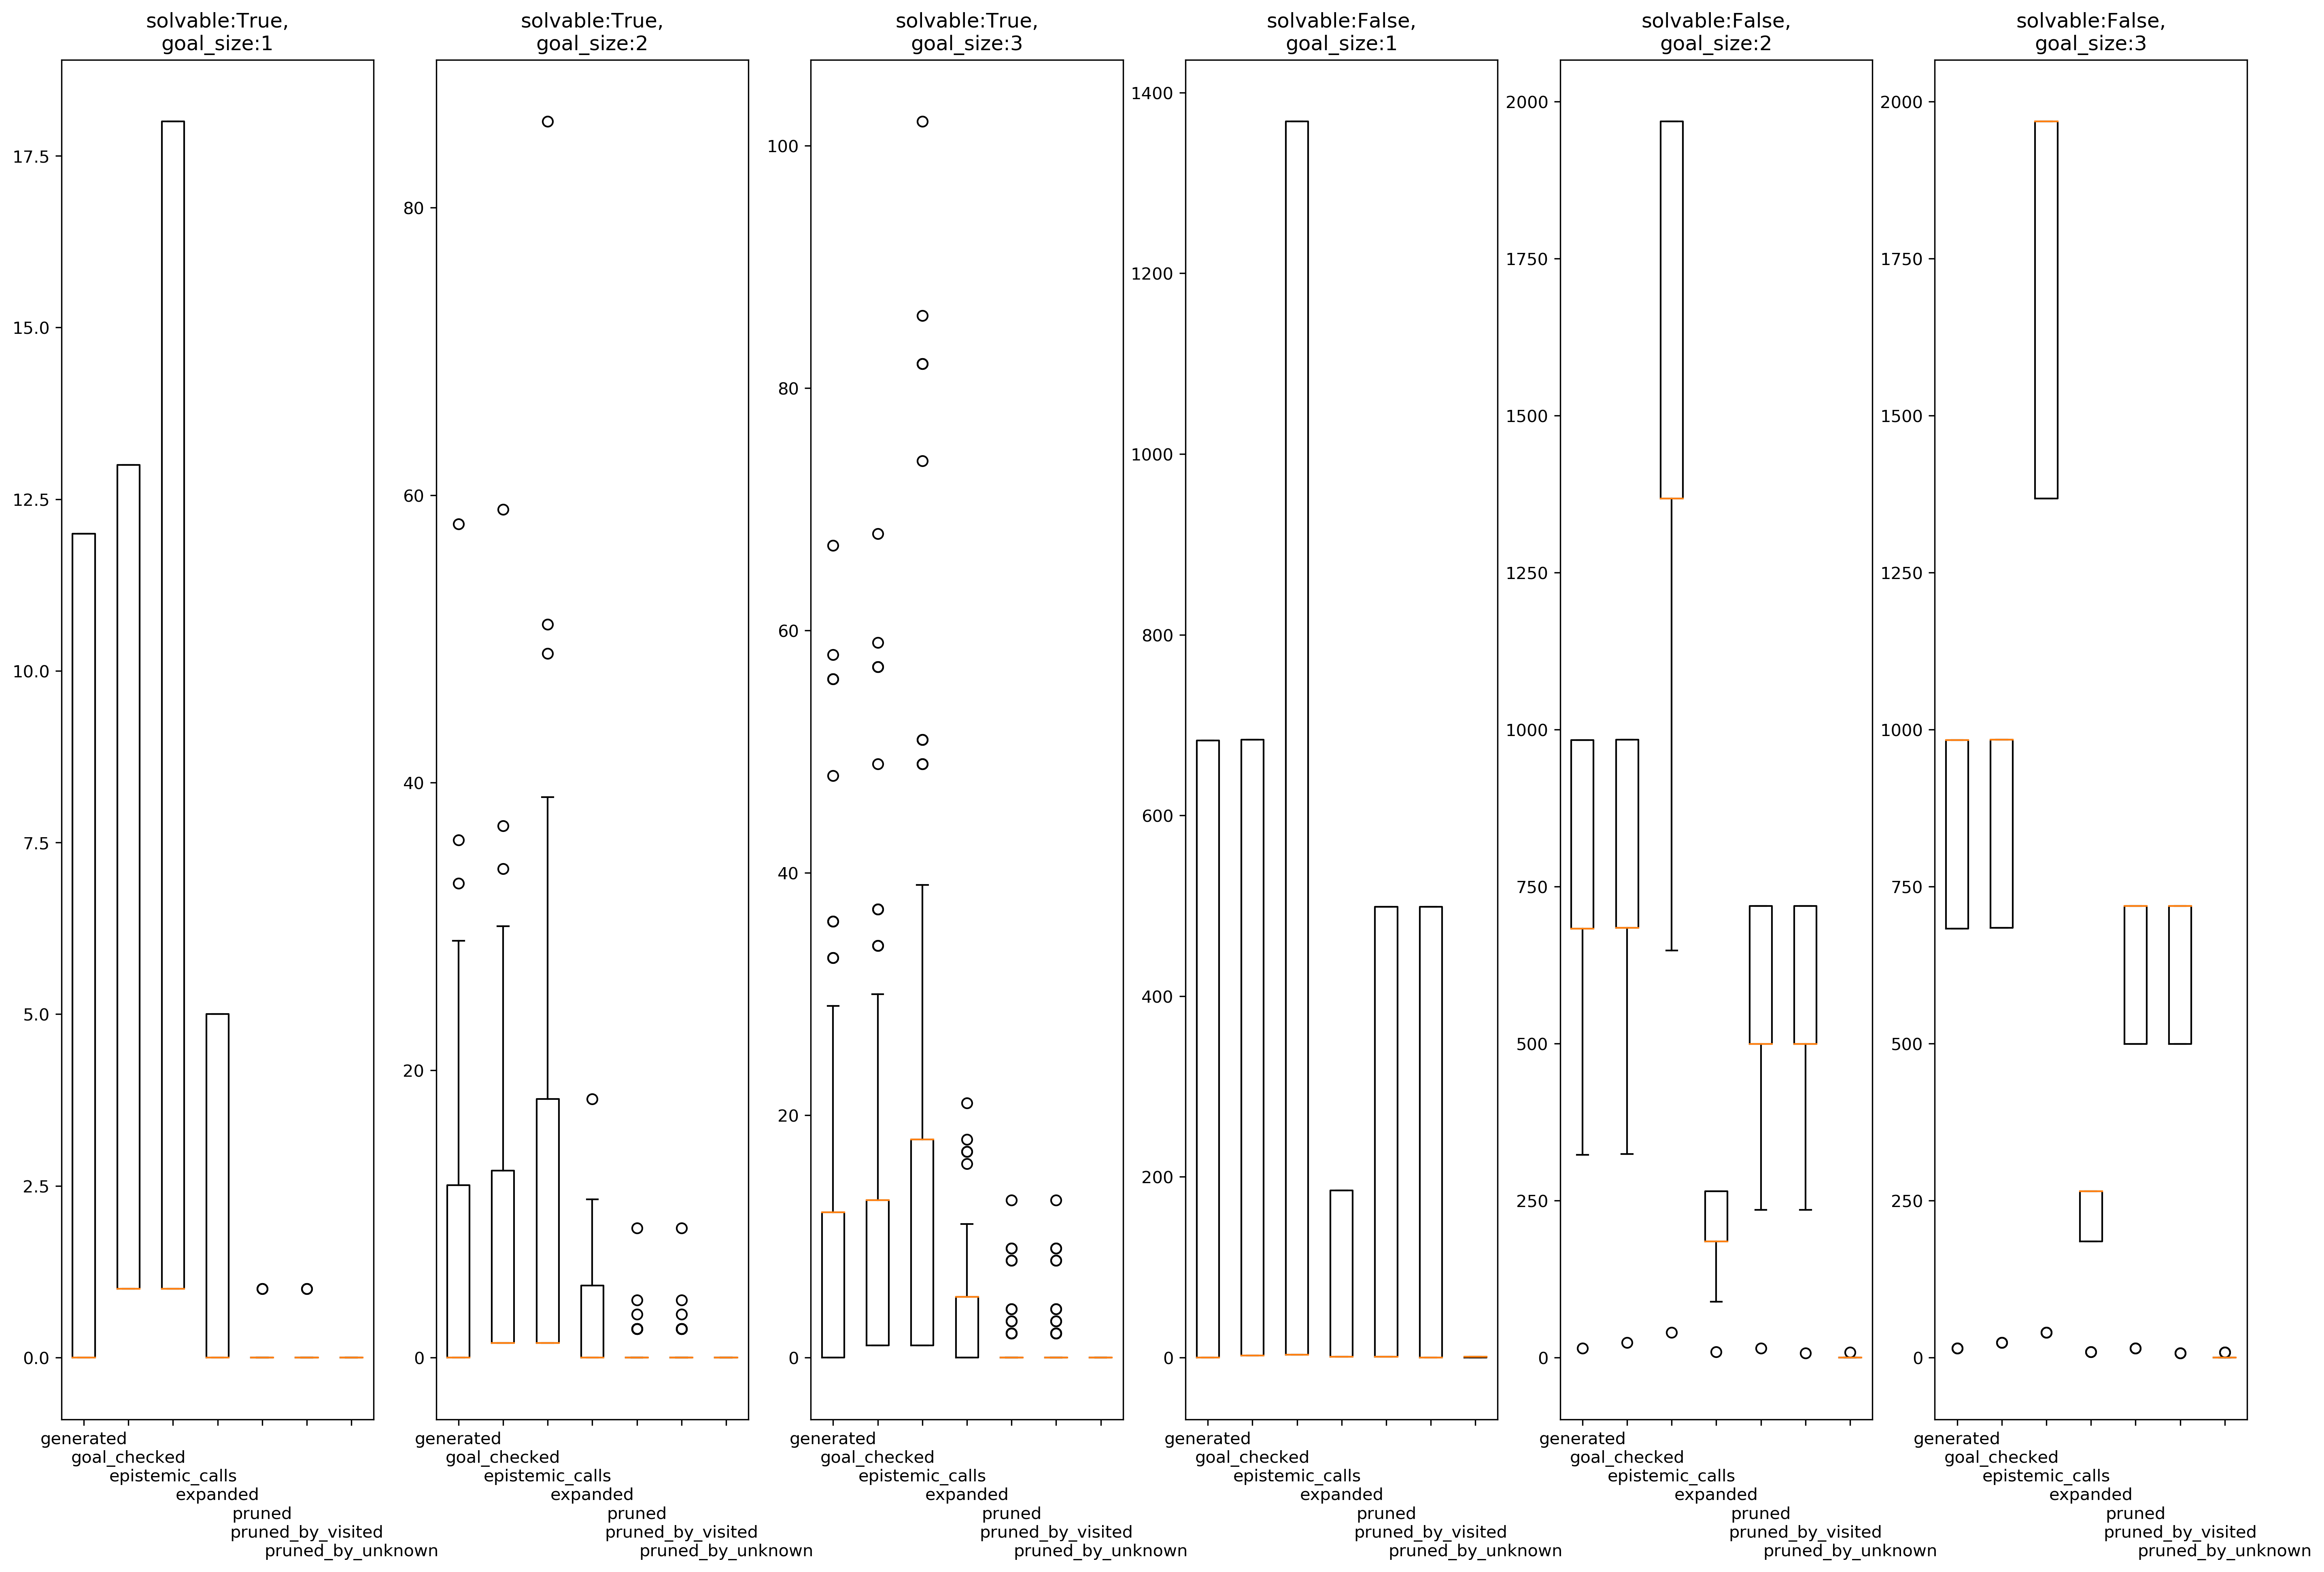 solvable:True,
goal_size:1
17.5
15.0
12.5
10.0
7.5
5.0
2.5
0.0
generated
goal_checked
epistemic_calls
expanded
pruned
pruned_by_visited
pruned_by_unknown
solvable:True,
goal_size:2
80
60
40
20
0
generated
goal_checked
epistemic_calls
expanded
pruned
pruned_by_visited
pruned_by_unknown
solvable:True,
goal_size:3
100
80
60
40
20
0
generated
goal_checked
epistemic_calls
expanded
pruned
pruned_by_visited
pruned_by_unknown
solvable:False,
goal_size:1
1400
1200
1000
800
600
400
200
0
generated
goal_checked
epistemic_calls
expanded
pruned
pruned_by_visited
pruned_by_unknown
solvable:False,
goal_size:2
2000
1750
1500
1250
1000
750
500
250
0
generated
goal_checked
epistemic_calls
expanded
pruned
pruned_by_visited
pruned_by_unknown
solvable:False,
goal_size:3
2000
1750
1500
1250
1000
750
500
250
0
generated
goal_checked
epistemic_calls
expanded
pruned
pruned_by_visited
pruned_by_unknown